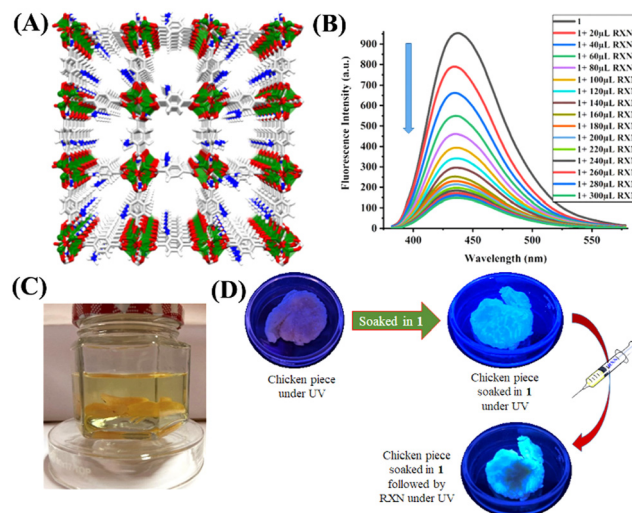 (A)
(B)
Fluorescence Intensity (a.u.)
900
800
700
600
500
400
300
200
100
0
400
450
500
550
Wavelength (nm)
1
1+ 20µL RXN
1+ 40µL RXN
1+ 60µL RXN
1+ 80µL RXN
1+ 100µL RXN
1+ 120µL RXN
1+ 140µL RXN
1+ 160µL RXN
1+ 180µL RXN
1+ 200µL RXN
1+ 220µL RXN
1+ 240µL RXN
1+ 260µL RXN
1+ 280µL RXN
1+ 300µL RXN
(C)
(D)
Soaked in 1
Chicken piece
under UV
Chicken piece
soaked in 1
under UV
Chicken piece
soaked in 1
followed by
RXN under UV